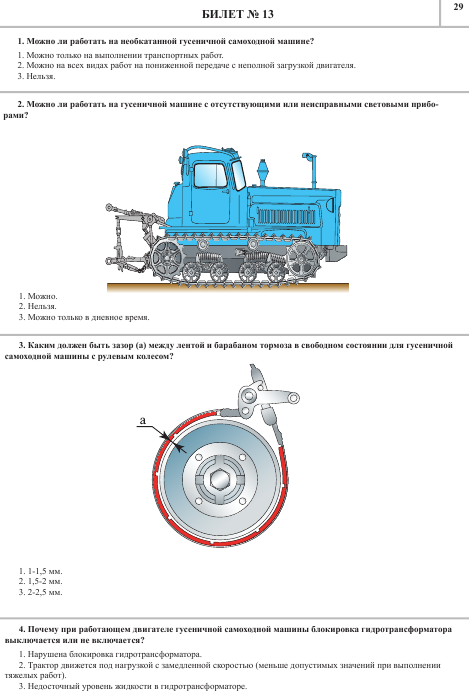 29
БИЛЕТ № 13
1. Можно ли работать на необкатанной гусеничной самоходной машине?
1. Можно только на выполнении транспортных работ.
2. Можно на всех видах работ на пониженной передаче с неполной загрузкой двигателя.
3. Нельзя.
2. Можно ли работать на гусеничной машине с отсутствующими или неисправными световыми прибо-
рами?
1. Можно.
2. Нельзя.
3. Можно только в дневное время.
3. Каким должен быть зазор (а) между лентой и барабаном тормоза в свободном состоянии для гусеничной
самоходной машины с рулевым колесом?
а
1. 1-1,5 мм.
2. 1,5-2 мм.
3. 2-2,5 мм.
4. Почему при работающем двигателе гусеничной самоходной машины блокировка гидротрансформатора
выключается или не включается?
1. Нарушена блокировка гидротрансформатора.
2. Трактор движется под нагрузкой с замедленной скоростью (меньше допустимых значений при выполнении
тяжелых работ).
3. Недосточный уровень жидкости в гидротрансформаторе.